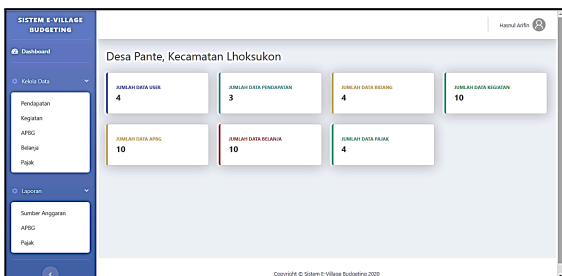 SISTEM E-VILLAGE
BUDGETING
Hasnul Arifin
Dashboard
Desa Pante, Kecamatan Lhoksukon
Kelola Data
JUMLAH DATA USER
4
JUMLAH DATA PENDAPATAN
3
JUMLAH DATA BIDANG
4
JUMLAH DATA KEGIATAN
10
Pendapatan
Kegiatan
APBG
Belanja
Pajak
JUMLAH DATA APBG
10
JUMLAH DATA BELANJA
10
JUMLAH DATA PAJAK
4
Laporan
Sumber Anggaran
APBG
Pajak
Copyright © Sistem E-Village Budgeting 2020